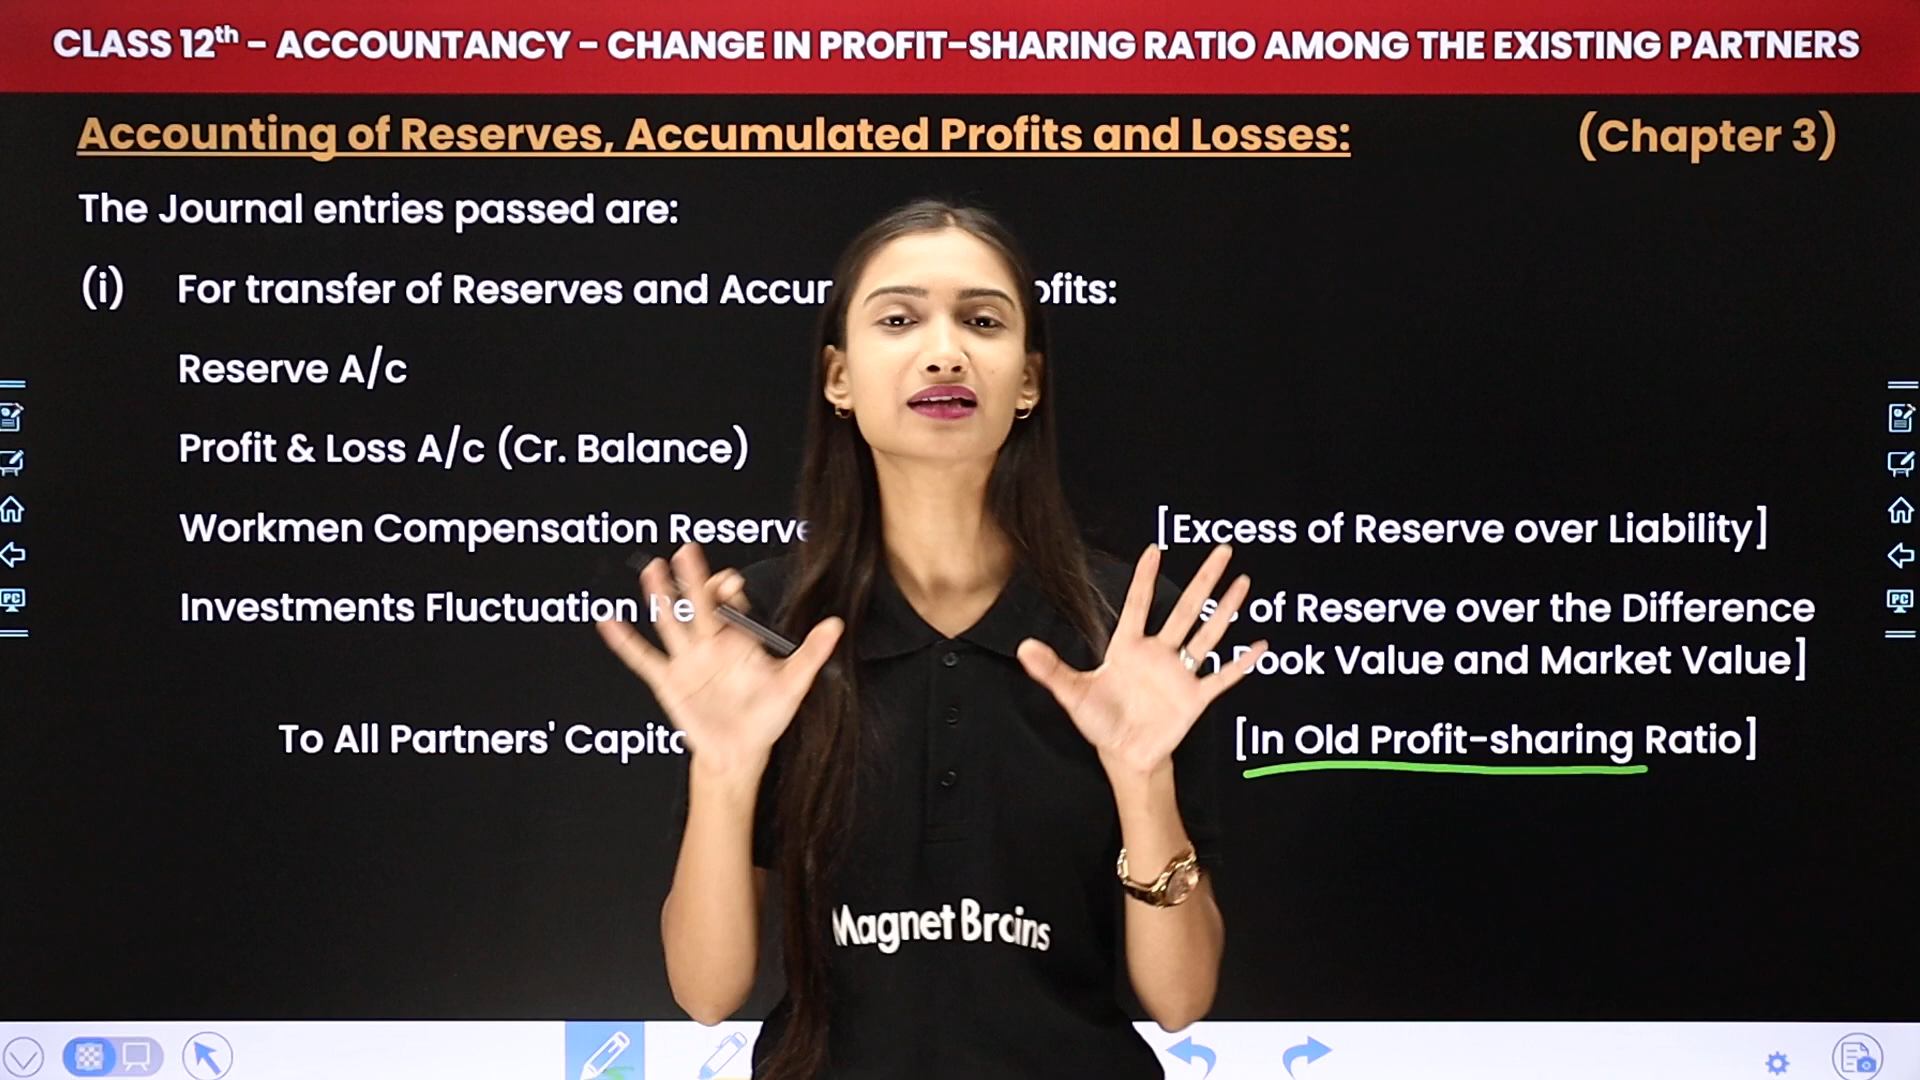 CLASS 12th - ACCOUNTANCY - CHANGE IN PROFIT-SHARING RATIO AMONG THE EXISTING PARTNERS
Accounting of Reserves, Accumulated Profits and Losses: (Chapter 3)
The Journal entries passed are:
(i) For transfer of Reserves and
Reserve A/c
Profit & Loss A/c (Cr. Balance)
Workmen Compensation Reserve [Excess of Reserve over Liability]
Investments Fluctuation of Reserve over the Difference
Book Value and Market Value]
To All Partners' [In Old Profit-sharing Ratio]
Magnet Brains
PC
PC